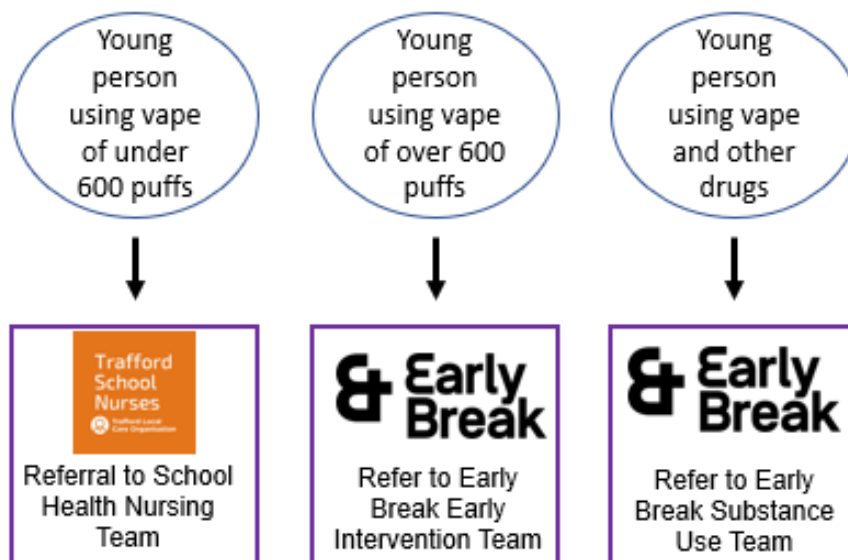 Young
person
using vape
of under
600 puffs
Young
person
using vape
of over 600
puffs
Young
person
using vape
and other
drugs
Trafford
School
Nurses
Trafford Local
Care Organisation
Referral to School
Health Nursing
Team
& Early
Break
Refer to Early
Break Early
Intervention Team
& Early
Break
Refer to Early
Break Substance
Use Team